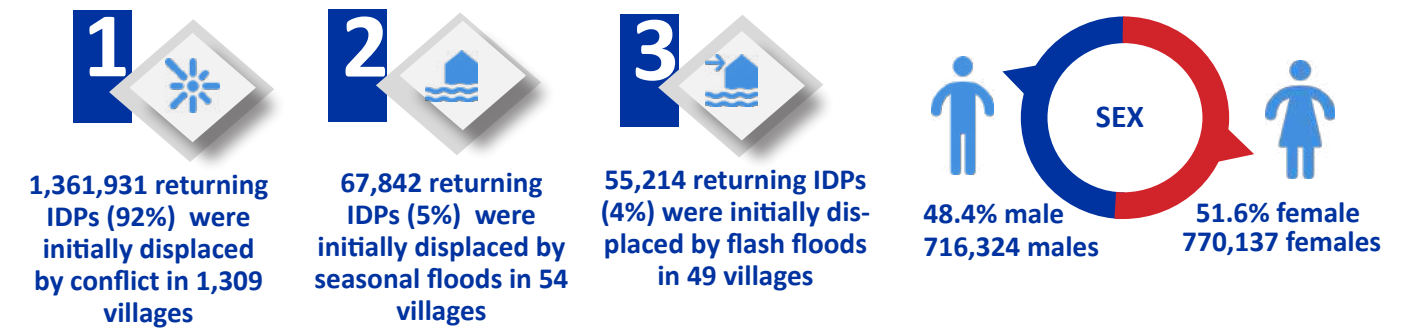 1
1,361,931 returning
IDPs (92%) were
initially displaced
by conflict in 1,309
villages
2
67,842 returning
IDPs (5%) were
initially displaced by
seasonal floods in 54
villages
3
55,214 returning IDPs
(4%) were initially dis-
placed by flash floods
in 49 villages
SEX
48.4% male
716,324 males
51.6% female
770,137 females